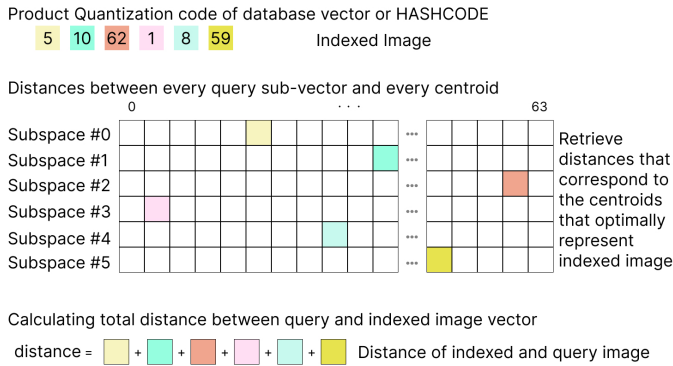 Product Quantization code of database vector or HASHCODE
5 10 62 1 8 59 Indexed Image
Distances between every query sub-vector and every centroid
0 · · · 63
Subspace #0 •••
Subspace #1 •••
Subspace #2 •••
Subspace #3 •••
Subspace #4 •••
Subspace #5 •••
Retrieve
distances that
correspond to
the centroids
that optimally
represent
indexed image
Calculating total distance between query and indexed image vector
distance = + + + + + Distance of indexed and query image